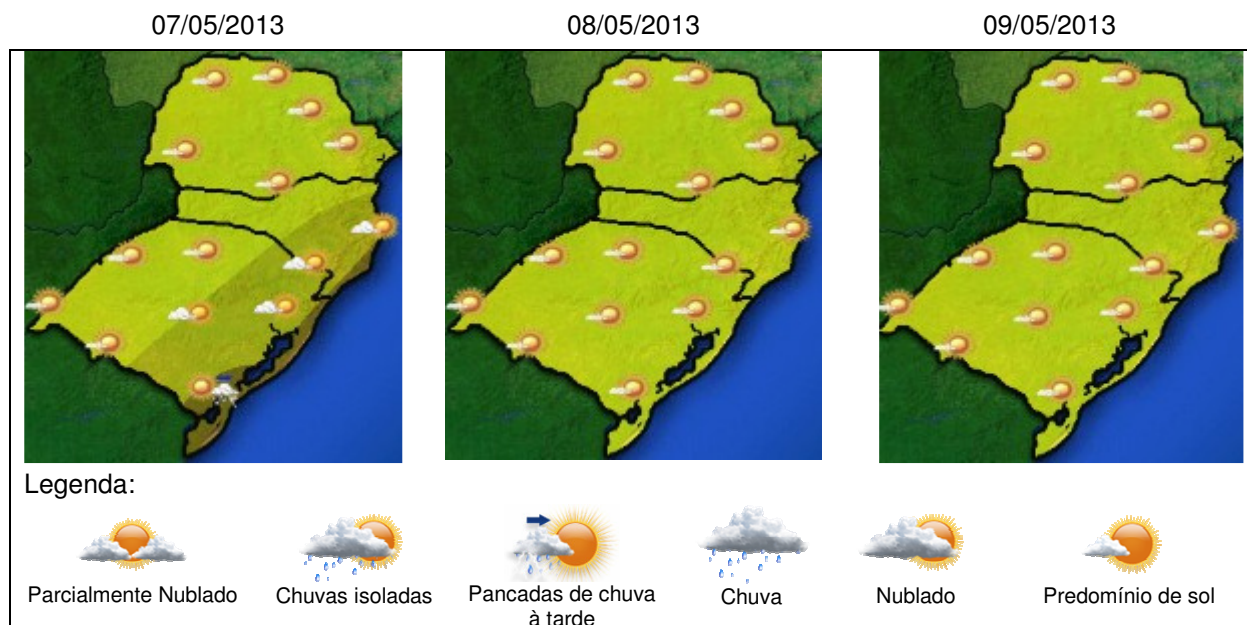 07/05/2013
08/05/2013
09/05/2013
Legenda:
Parcialmente Nublado
Chuvas isoladas
Pancadas de chuva
à tarde
Chuva
Nublado
Predomínio de sol